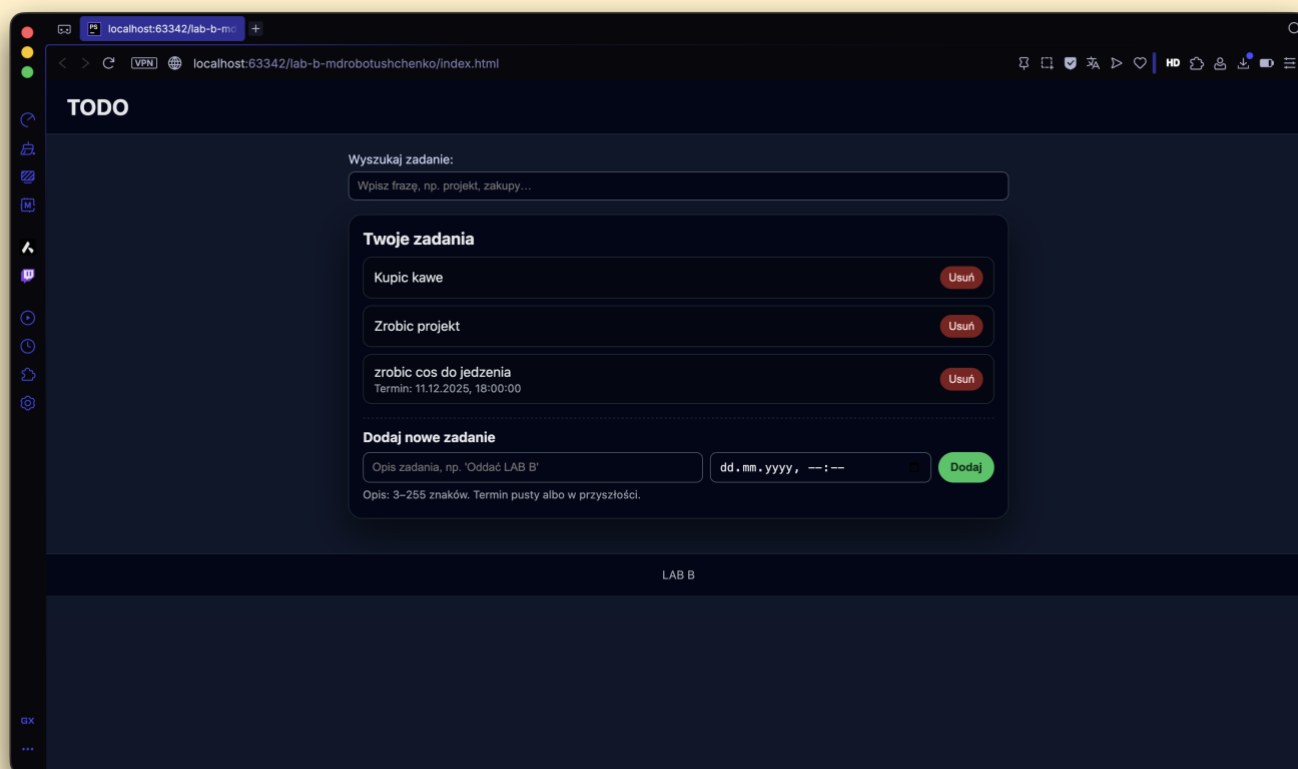 PS localhost:63342/lab-b-md
VPN localhost:63342/lab-b-mdrobotushchenko/index.html HD
TODO
Wyszukaj zadanie:
Wpisz frazę, np. projekt, zakupy...
Twoje zadania
Kupic kawe Usuń
Zrobic projekt Usuń
zrobic cos do jedzenia
Termin: 11.12.2025, 18:00:00 Usuń
Dodaj nowe zadanie
Opis zadania, np. 'Oddać LAB B' dd.mm.yyyy, --:-- Dodaj
Opis: 3–255 znaków. Termin pusty albo w przyszłości.
LAB B